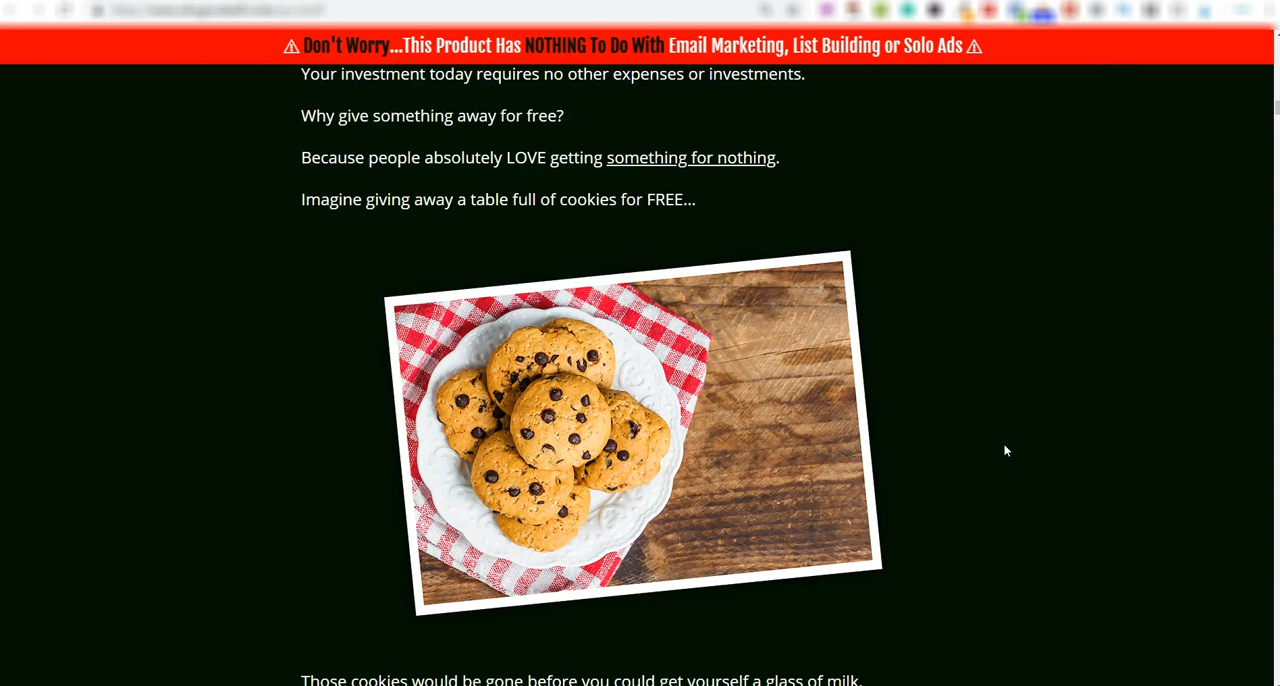 ⚠ Don't Worry...This Product Has NOTHING To Do With Email Marketing, List Building or Solo Ads ⚠
Your investment today requires no other expenses or investments.
Why give something away for free?
Because people absolutely LOVE getting something for nothing.
Imagine giving away a table full of cookies for FREE...
Those cookies would be gone before you could get yourself a glass of milk.